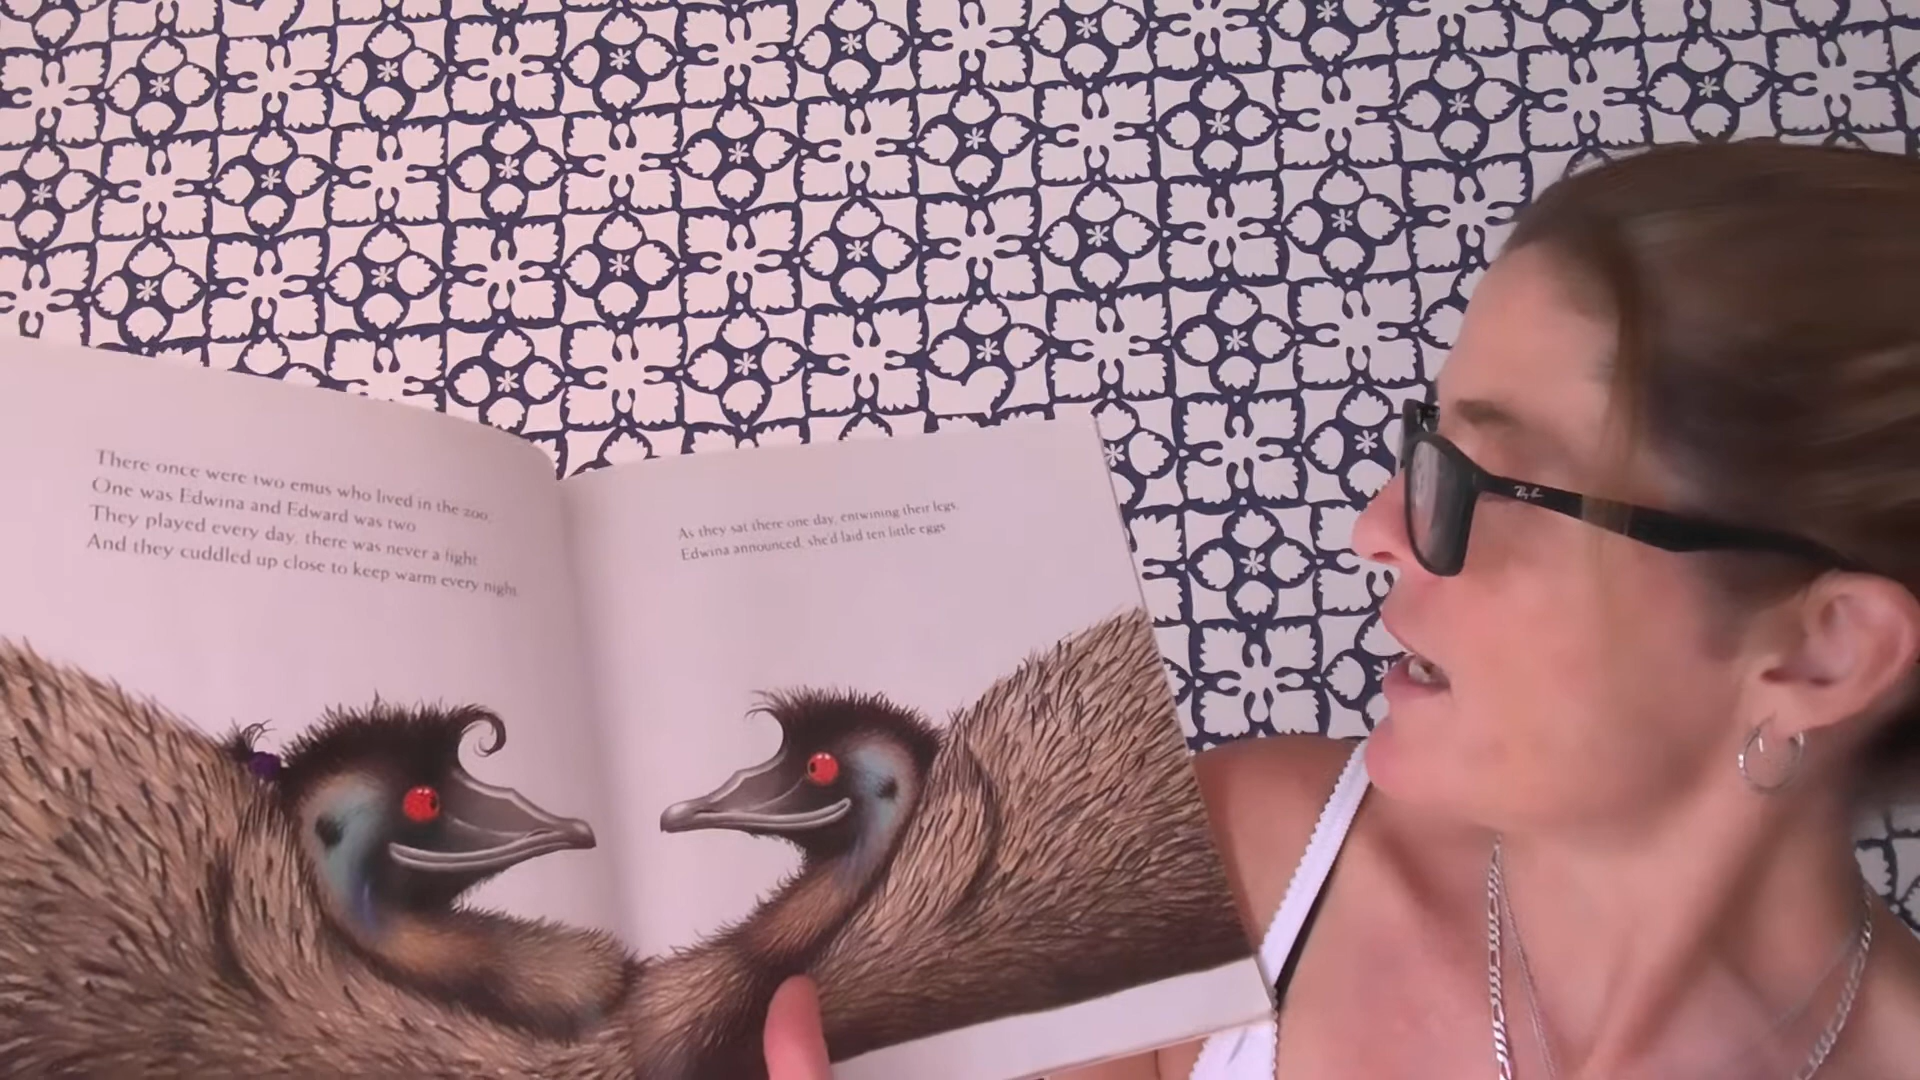 There once were two emus who lived in the zoo,
One was Edwina and Edward was two
They played every day, there was never a fight
And they cuddled up close to keep warm every night.
As they sat there one day, entwining their legs,
Edwina announced, she'd laid ten little eggs
Ray-Ban